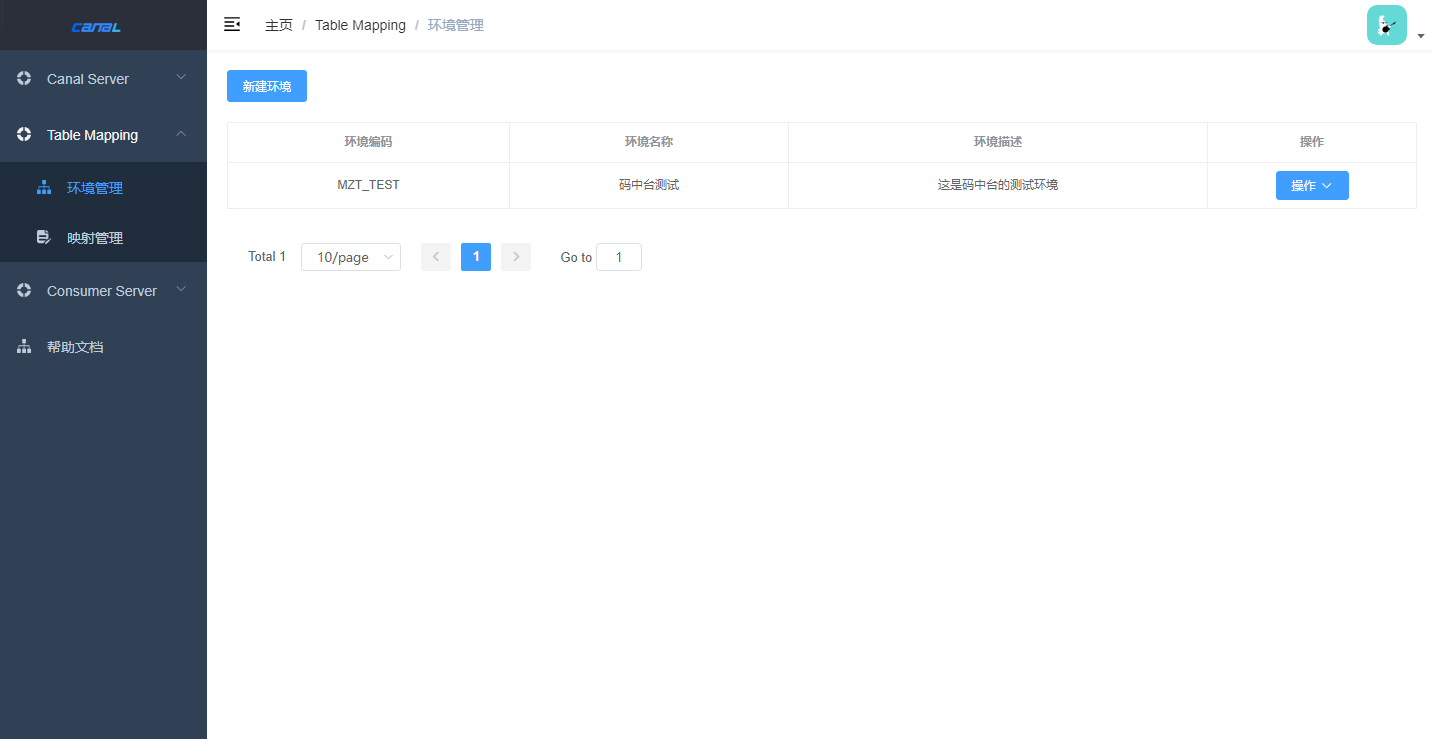 CANAL
主页 / Table Mapping / 环境管理
Canal Server
Table Mapping
环境管理
映射管理
Consumer Server
帮助文档
新建环境
环境编码 环境名称 环境描述 操作
MZT_TEST 码中台测试 这是码中台的测试环境 操作
Total 1 10/page 1 Go to 1